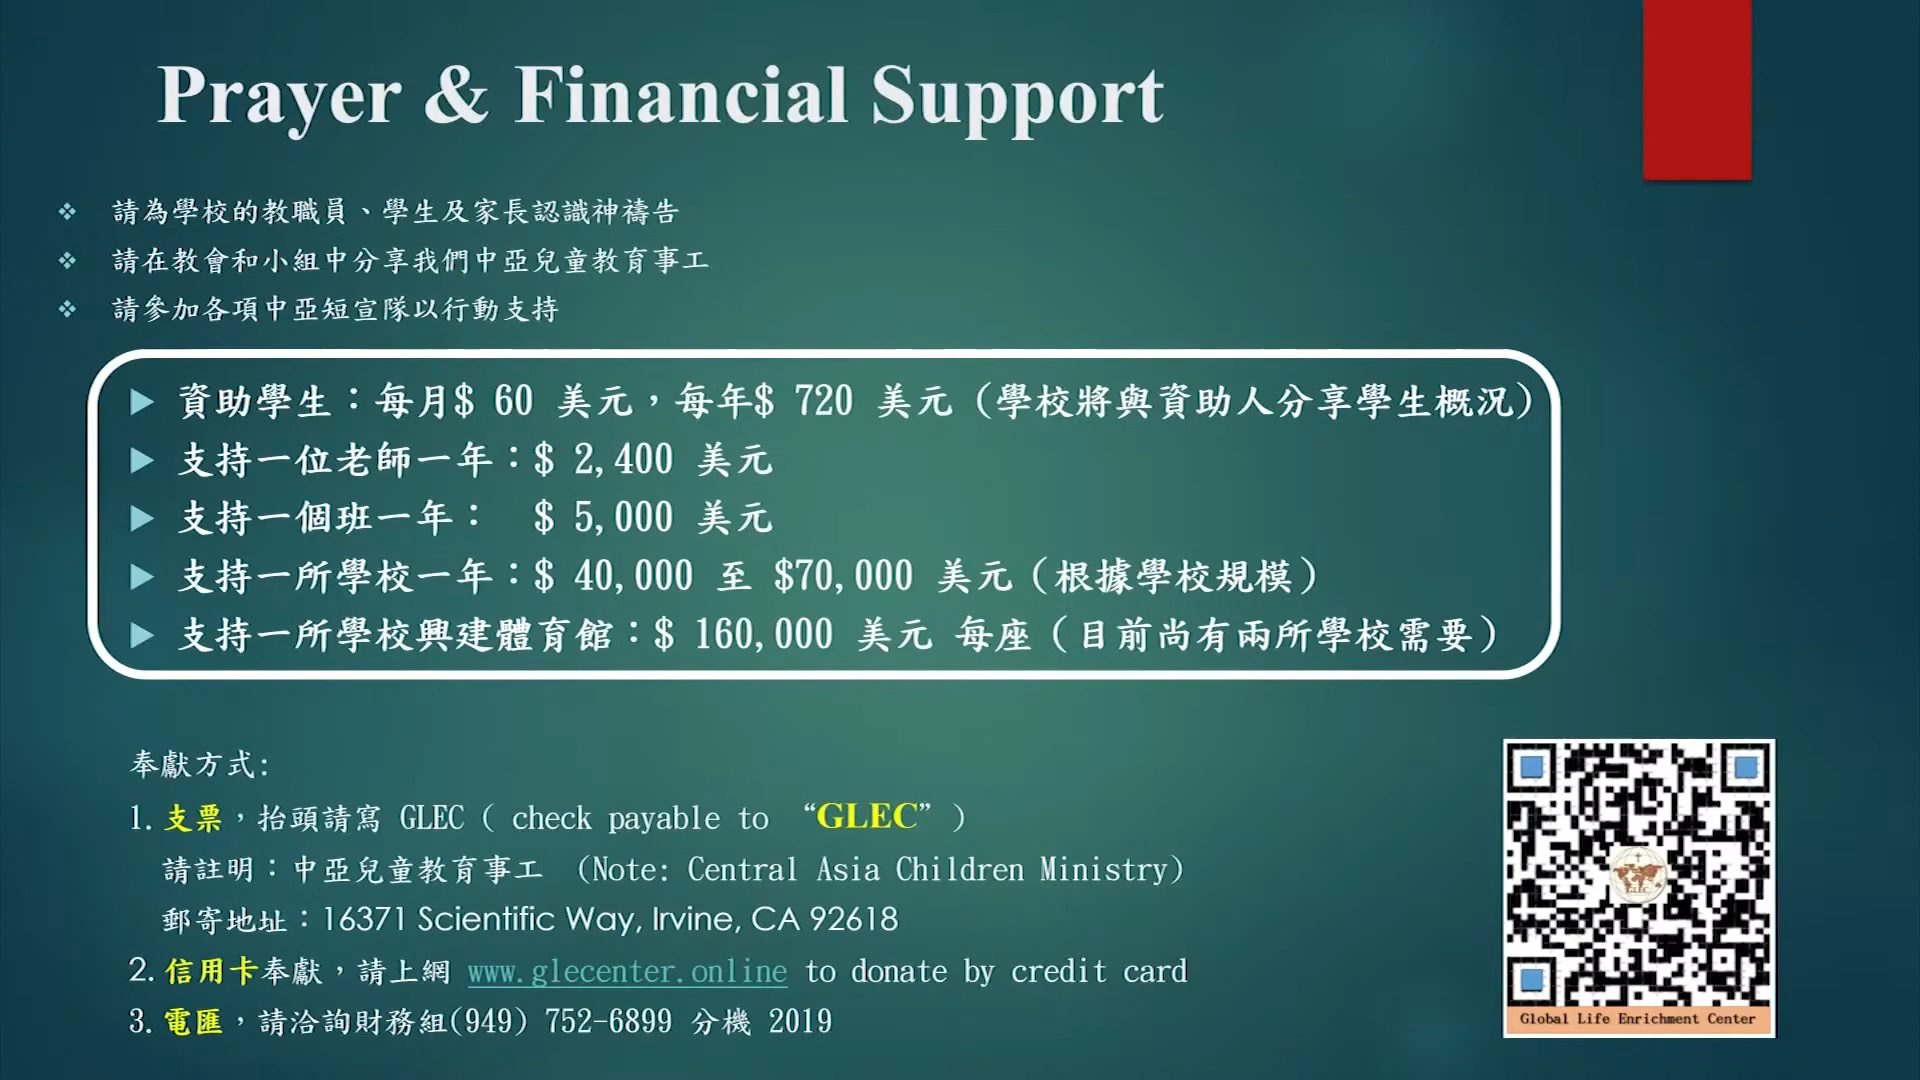 Prayer & Financial Support
❖ 請為學校的教職員、學生及家長認識神禱告
❖ 請在教會和小組中分享我們中亞兒童教育事工
❖ 請參加各項中亞短宣隊以行動支持
▶ 資助學生：每月$ 60 美元，每年$ 720 美元（學校將與資助人分享學生概況）
▶ 支持一位老師一年：$ 2,400 美元
▶ 支持一個班一年： $ 5,000 美元
▶ 支持一所學校一年：$ 40,000 至 $70,000 美元（根據學校規模）
▶ 支持一所學校興建體育館：$ 160,000 美元 每座（目前尚有兩所學校需要）
奉獻方式:
1. 支票，抬頭請寫 GLEC ( check payable to “GLEC” )
請註明：中亞兒童教育事工 (Note: Central Asia Children Ministry)
郵寄地址：16371 Scientific Way, Irvine, CA 92618
2. 信用卡奉獻，請上網 www.glecenter.online to donate by credit card
3. 電匯，請洽詢財務組(949) 752-6899 分機 2019
Global Life Enrichment Center